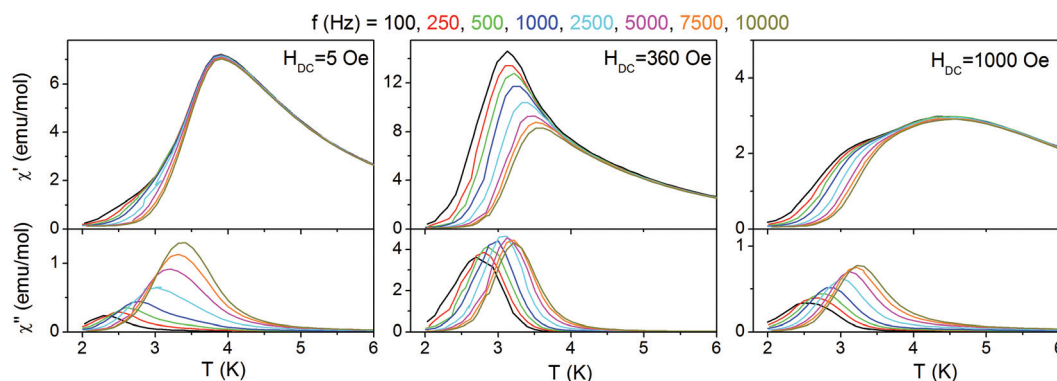 f (Hz) = 100, 250, 500, 1000, 2500, 5000, 7500, 10000
H_DC=5 Oe
H_DC=360 Oe
H_DC=1000 Oe
χ' (emu/mol)
7
5
2
0
12
8
4
0
4
2
0
χ'' (emu/mol)
1
0
4
2
0
1
0
2 3 4 5 6
2 3 4 5 6
2 3 4 5 6
T (K)
T (K)
T (K)